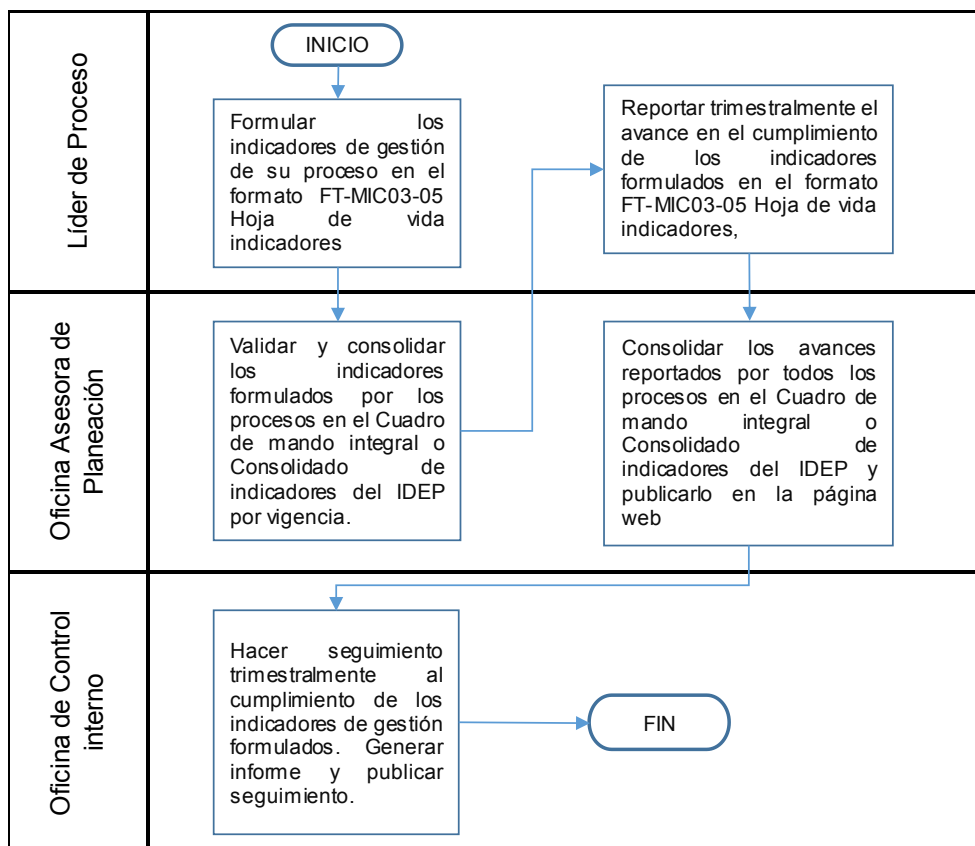 Líder de Proceso
INICIO
Formular los
indicadores de gestión
de su proceso en el
formato FT-MIC03-05
Hoja de vida
indicadores
Reportar trimestralmente el
avance en el cumplimiento
de los indicadores
formulados en el formato
FT-MIC03-05 Hoja de vida
indicadores,
Oficina Asesora de
Planeación
Validar y consolidar
los indicadores
formulados por los
procesos en el Cuadro
de mando integral o
Consolidado de
indicadores del IDEP
por vigencia.
Consolidar los avances
reportados por todos los
procesos en el Cuadro de
mando integral o
Consolidado de
indicadores del IDEP y
publicarlo en la página
web
Oficina de Control
interno
Hacer seguimiento
trimestralmente al
cumplimiento de los
indicadores de gestión
formulados. Generar
informe y publicar
seguimiento.
FIN